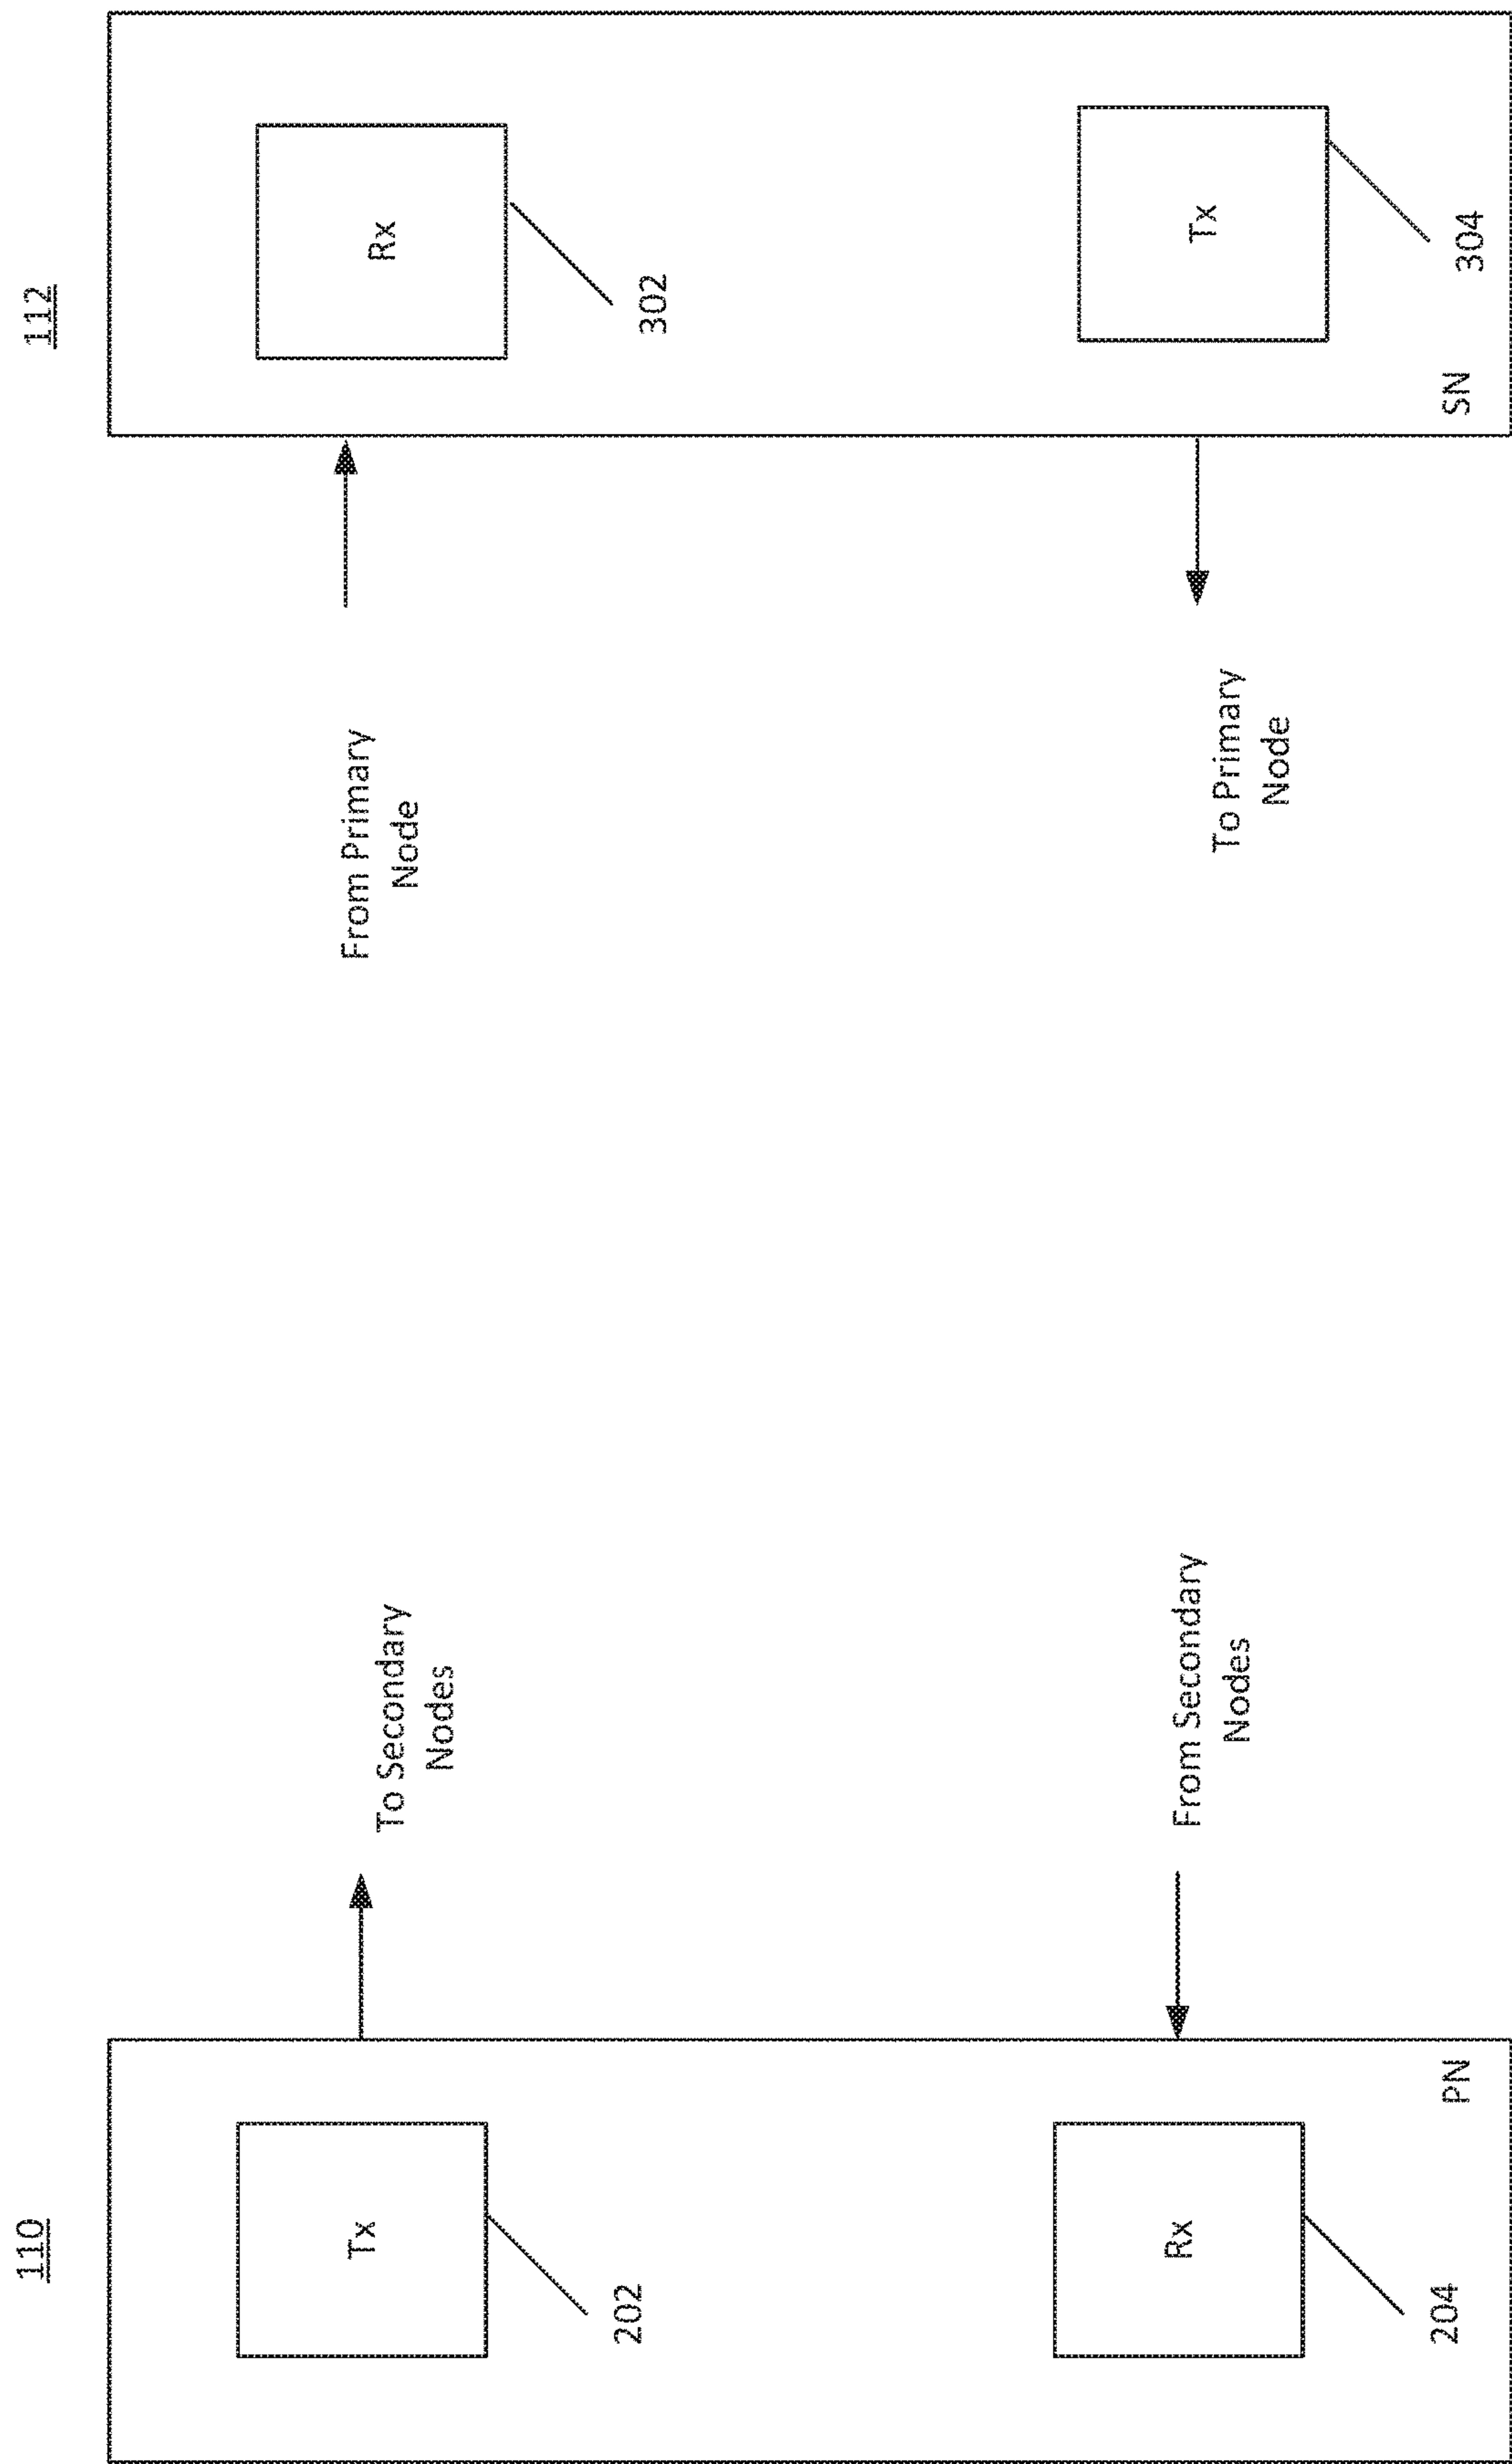 110
Tx
202
Rx
204
PN
To Secondary
Nodes
From Secondary
Nodes
112
From Primary
Node
To Primary
Node
Rx
302
Tx
304
SN